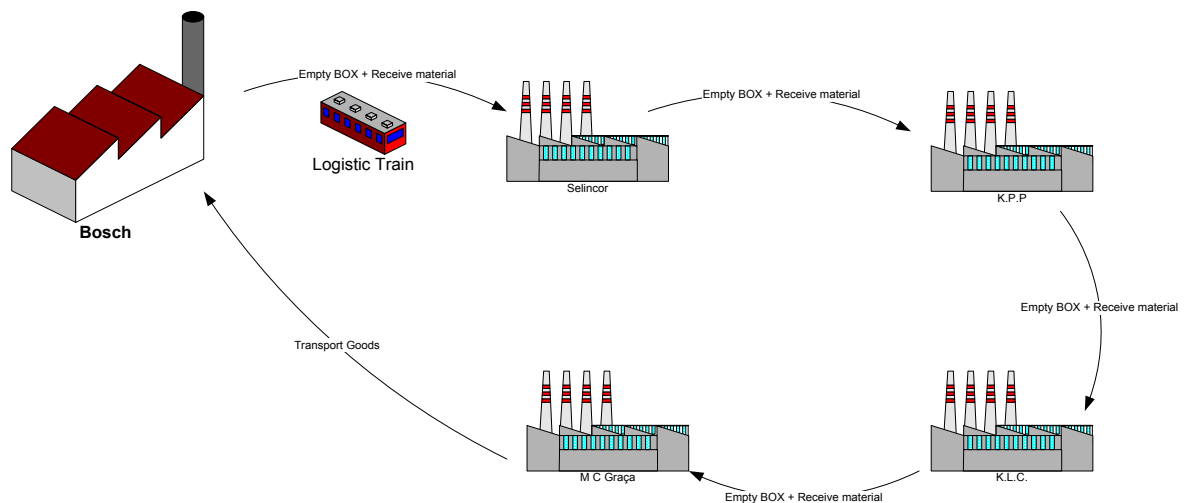 Empty BOX + Receive material
Empty BOX + Receive material
Logistic Train
Selincor
K.P.P
Bosch
Empty BOX + Receive material
Transport Goods
M C Graça
K.L.C.
Empty BOX + Receive material